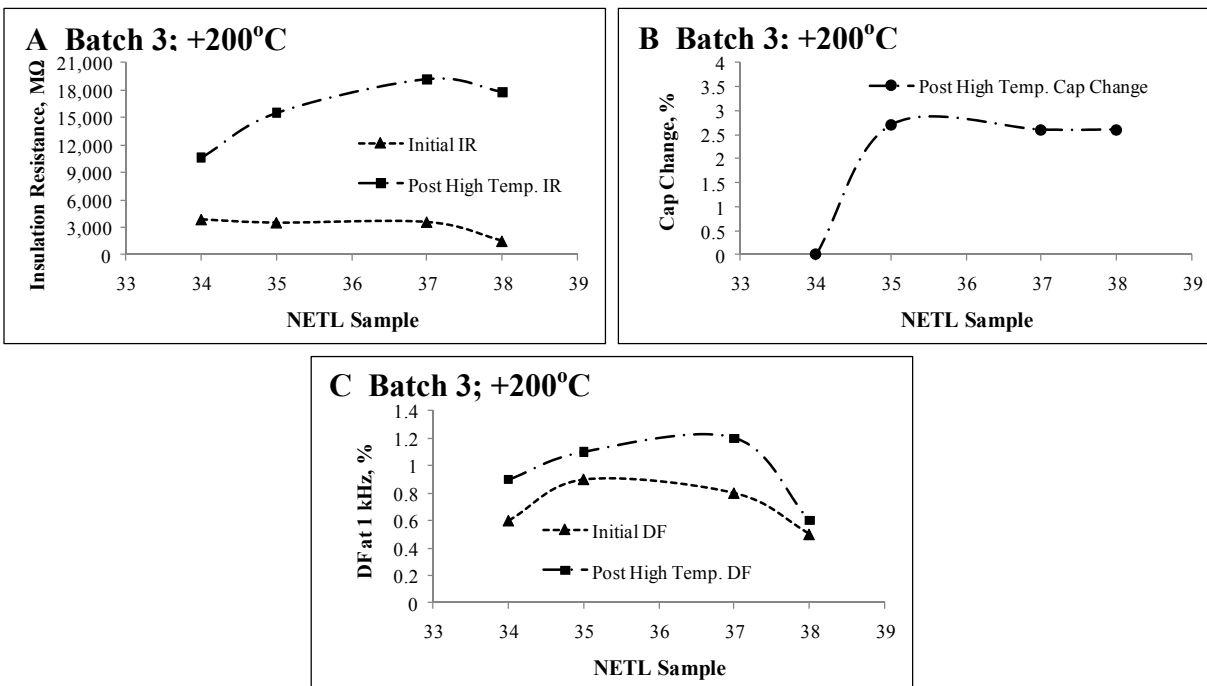 A Batch 3; +200°C
Insulation Resistance, MΩ
21,000
18,000
15,000
12,000
9,000
6,000
3,000
0
Initial IR
Post High Temp. IR
33 34 35 36 37 38 39
NETL Sample
B Batch 3; +200°C
Cap Change, %
4
3.5
3
2.5
2
1.5
1
0.5
0
Post High Temp. Cap Change
33 34 35 36 37 38 39
NETL Sample
C Batch 3; +200°C
DF at 1 kHz, %
1.4
1.2
1
0.8
0.6
0.4
0.2
0
Initial DF
Post High Temp. DF
33 34 35 36 37 38 39
NETL Sample